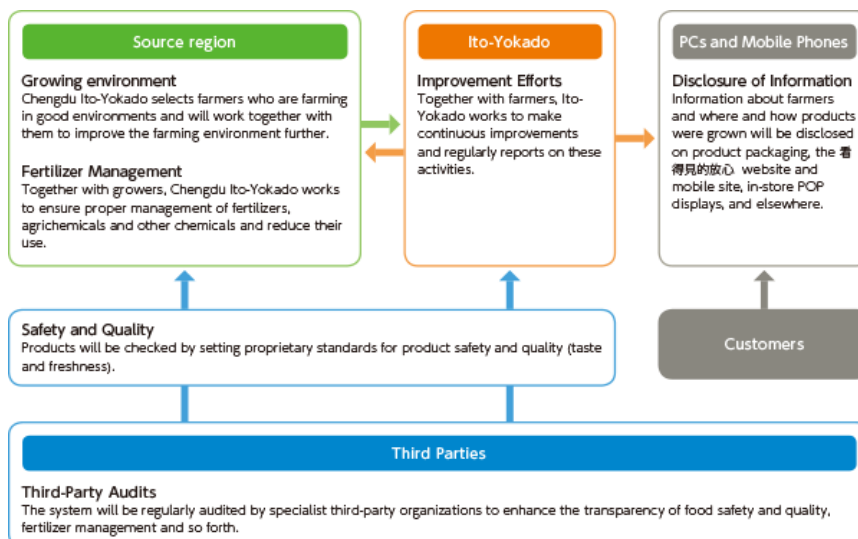 Source region
Growing environment
Chengdu Ito-Yokado selects farmers who are farming
in good environments and will work together with
them to improve the farming environment further.
Fertilizer Management
Together with growers, Chengdu Ito-Yokado works
to ensure proper management of fertilizers,
agrichemicals and other chemicals and reduce their
use.
Ito-Yokado
Improvement Efforts
Together with farmers, Ito-
Yokado works to make
continuous improvements
and regularly reports on these
activities.
PCs and Mobile Phones
Disclosure of Information
Information about farmers
and where and how products
were grown will be disclosed
on product packaging, the 看
得見的放心 website and
mobile site, in-store POP
displays, and elsewhere.
Safety and Quality
Products will be checked by setting proprietary standards for product safety and quality (taste
and freshness).
Customers
Third Parties
Third-Party Audits
The system will be regularly audited by specialist third-party organizations to enhance the transparency of food safety and quality,
fertilizer management and so forth.